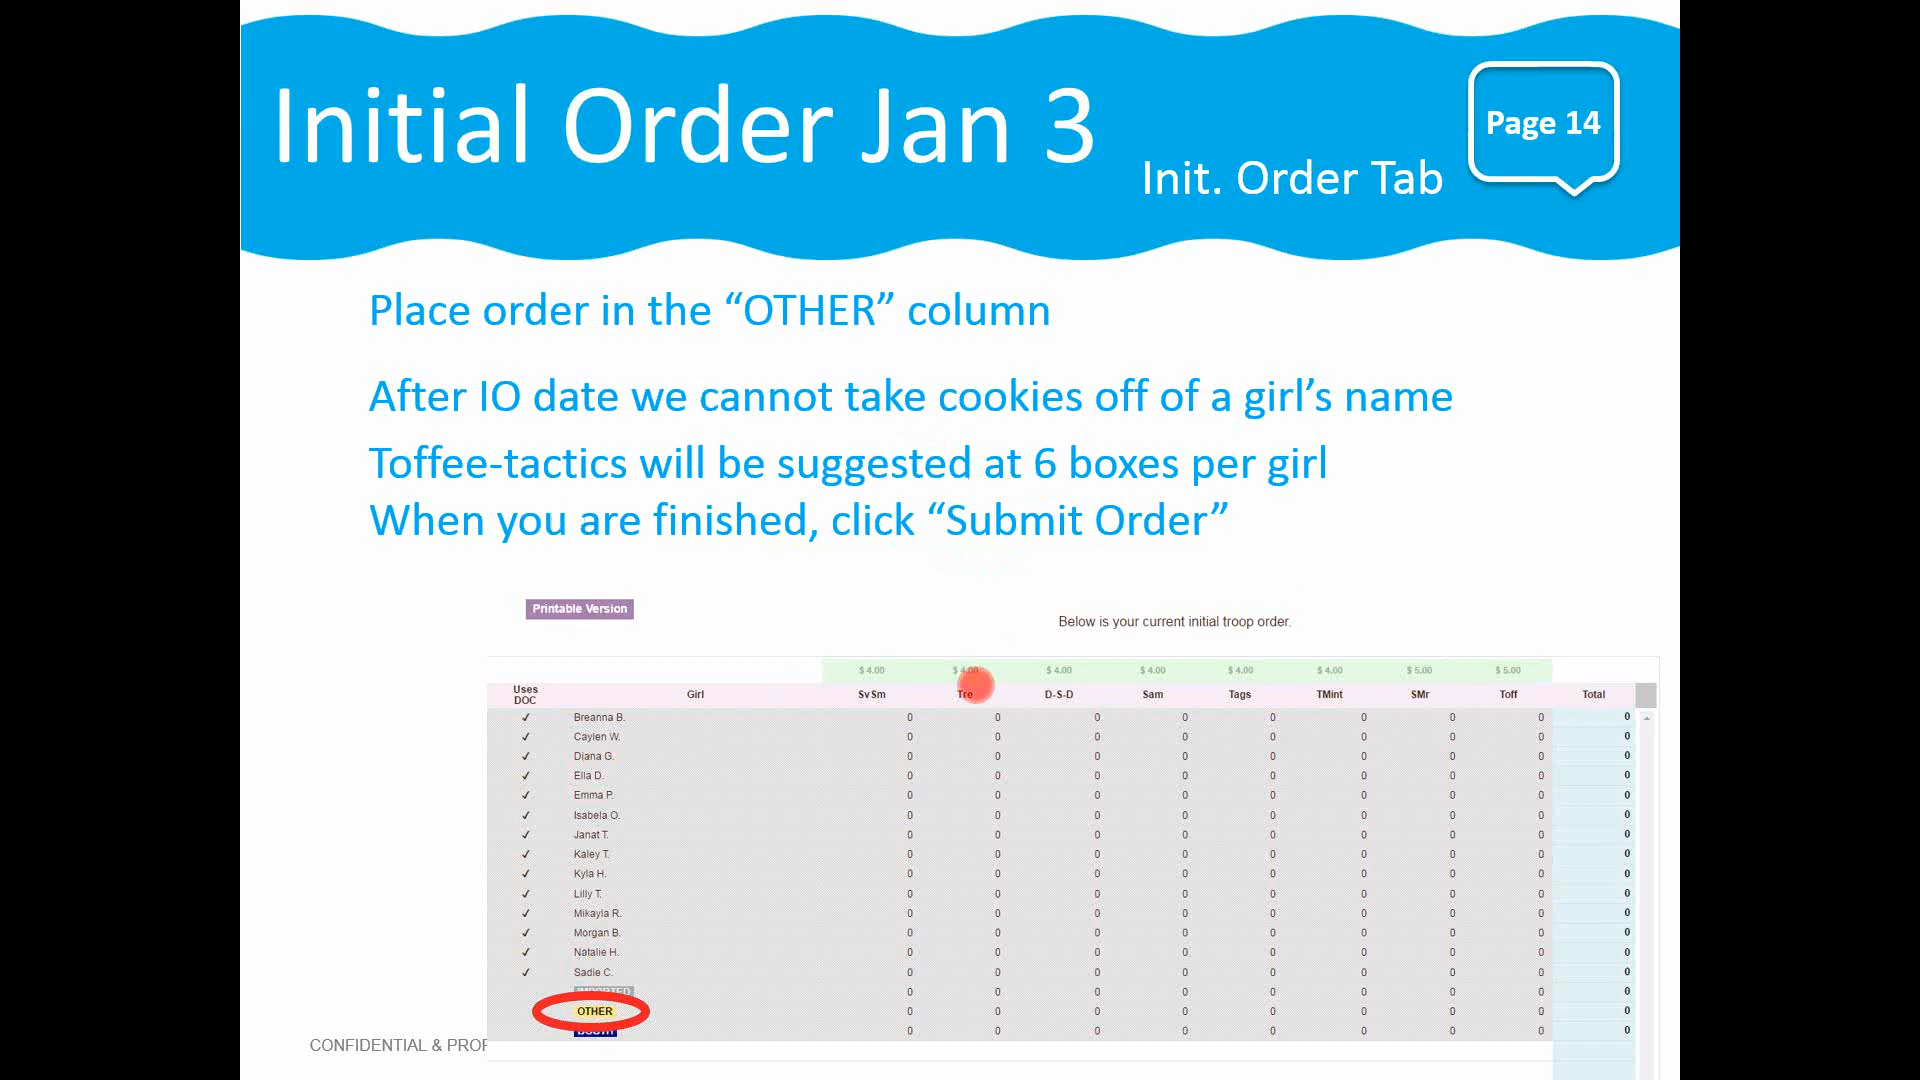 Initial Order Jan 3
Init. Order Tab
Page 14
Place order in the “OTHER” column
After IO date we cannot take cookies off of a girl’s name
Toffee-tactics will be suggested at 6 boxes per girl
When you are finished, click “Submit Order”
Printable Version
Below is your current initial troop order.
$ 4.00 $ 4.00 $ 4.00 $ 4.00 $ 4.00 $ 4.00 $ 5.00 $ 5.00
Uses DOC Girl SvSm Tre D-S-D Sam Tags TMint SMr Toff Total
✓ Breanna B. 0 0 0 0 0 0 0 0 0
✓ Caylen W. 0 0 0 0 0 0 0 0 0
✓ Diana G. 0 0 0 0 0 0 0 0 0
✓ Ella D. 0 0 0 0 0 0 0 0 0
✓ Emma P. 0 0 0 0 0 0 0 0 0
✓ Isabela O. 0 0 0 0 0 0 0 0 0
✓ Janat T. 0 0 0 0 0 0 0 0 0
✓ Kaley T. 0 0 0 0 0 0 0 0 0
✓ Kyla H. 0 0 0 0 0 0 0 0 0
✓ Lilly T. 0 0 0 0 0 0 0 0 0
✓ Mikayla R. 0 0 0 0 0 0 0 0 0
✓ Morgan B. 0 0 0 0 0 0 0 0 0
✓ Natalie H. 0 0 0 0 0 0 0 0 0
✓ Sadie C. 0 0 0 0 0 0 0 0 0
0 0 0 0 0 0 0 0 0
OTHER 0 0 0 0 0 0 0 0 0
0 0 0 0 0 0 0 0 0
CONFIDENTIAL & PROP